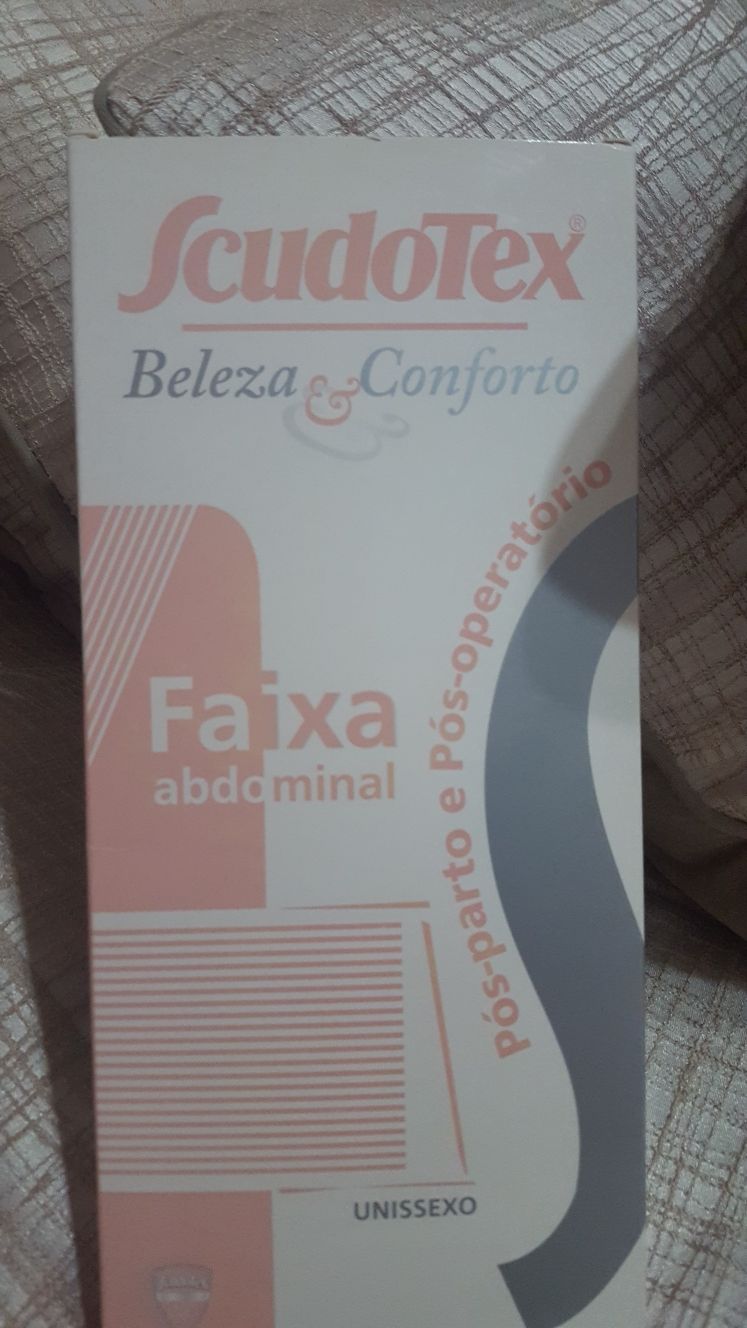 ScudoTex®
Beleza & Conforto
Pós-parto e Pós-operatório
Faixa
abdominal
UNISSEXO